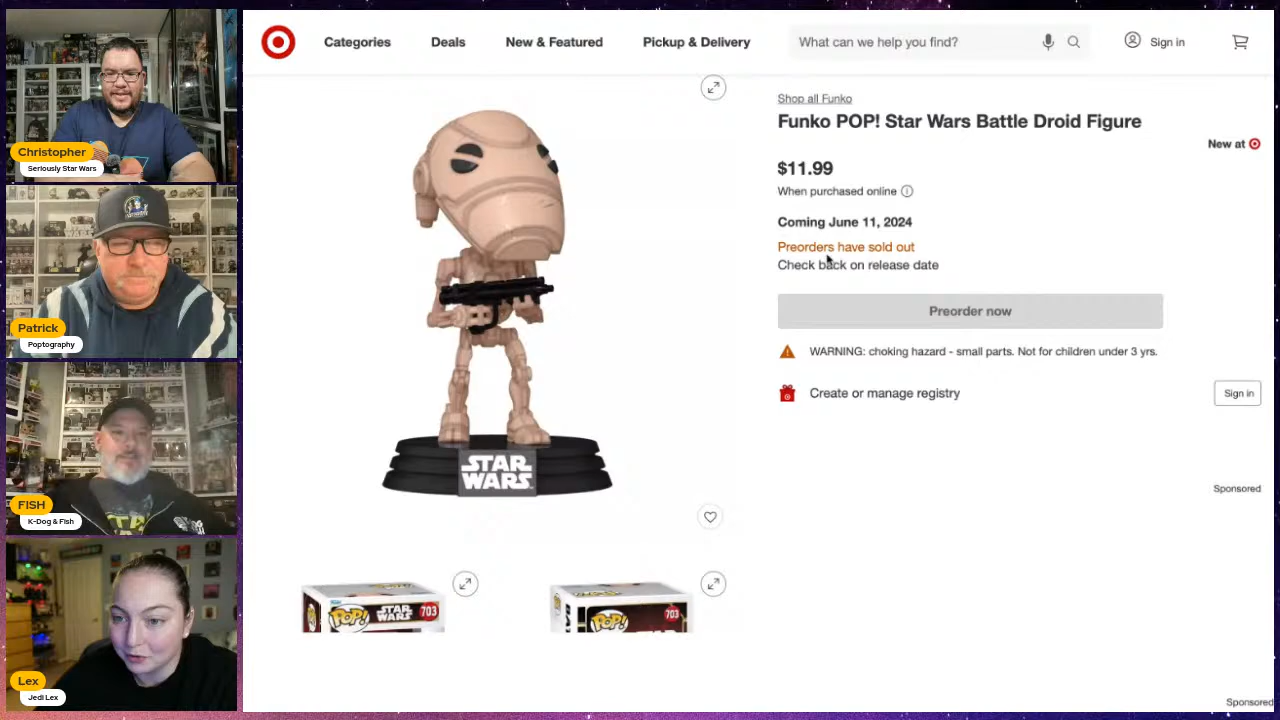 Christopher
Seriously Star Wars
Patrick
Poptography
FISH
K-Dog & Fish
Lex
Jedi Lex
Categories
Deals
New & Featured
Pickup & Delivery
What can we help you find?
Sign in
Shop all Funko
Funko POP! Star Wars Battle Droid Figure
New at
$11.99
When purchased online
Coming June 11, 2024
Preorders have sold out
Check back on release date
Preorder now
WARNING: choking hazard - small parts. Not for children under 3 yrs.
Create or manage registry
Sign in
Sponsored
STAR
WARS
POP!
STAR
WARS
703
POP!
703
Sponsored